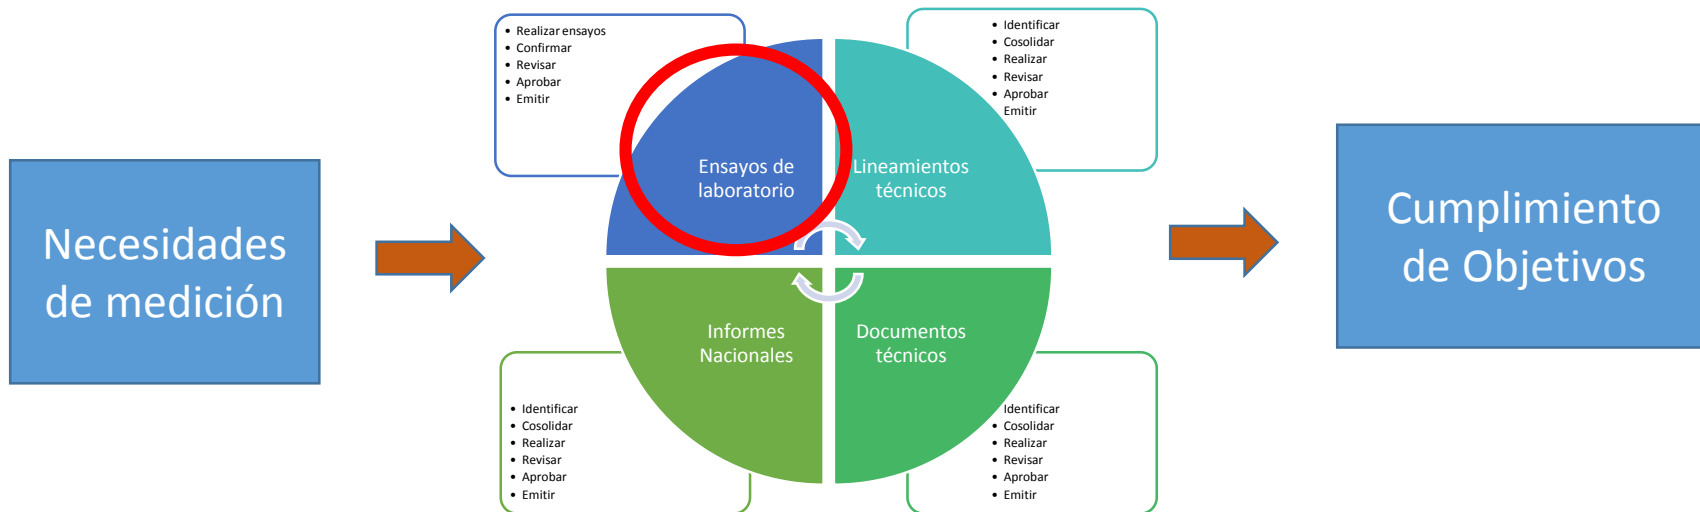 Necesidades
de medición
• Realizar ensayos
• Confirmar
• Revisar
• Aprobar
• Emitir
• Identificar
• Cosolidar
• Realizar
• Revisar
• Aprobar
Emitir
Ensayos de
laboratorio
Lineamientos
técnicos
Informes
Nacionales
Documentos
técnicos
• Identificar
• Cosolidar
• Realizar
• Revisar
• Aprobar
• Emitir
Identificar
• Cosolidar
• Realizar
• Revisar
• Aprobar
• Emitir
Cumplimiento
de Objetivos